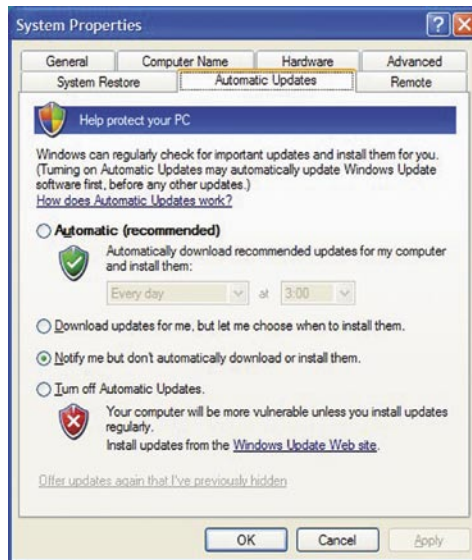 System Properties
General Computer Name Hardware Advanced
System Restore Automatic Updates Remote
Help protect your PC
Windows can regularly check for important updates and install them for you.
(Turning on Automatic Updates may automatically update Windows Update
software first, before any other updates.)
How does Automatic Updates work?
Automatic (recommended)
Automatically download recommended updates for my computer
and install them:
Every day at 3:00
Download updates for me, but let me choose when to install them.
Notify me but don't automatically download or install them.
Turn off Automatic Updates.
Your computer will be more vulnerable unless you install updates
regularly.
Install updates from the Windows Update Web site.
Offer updates again that I've previously hidden
OK Cancel Apply